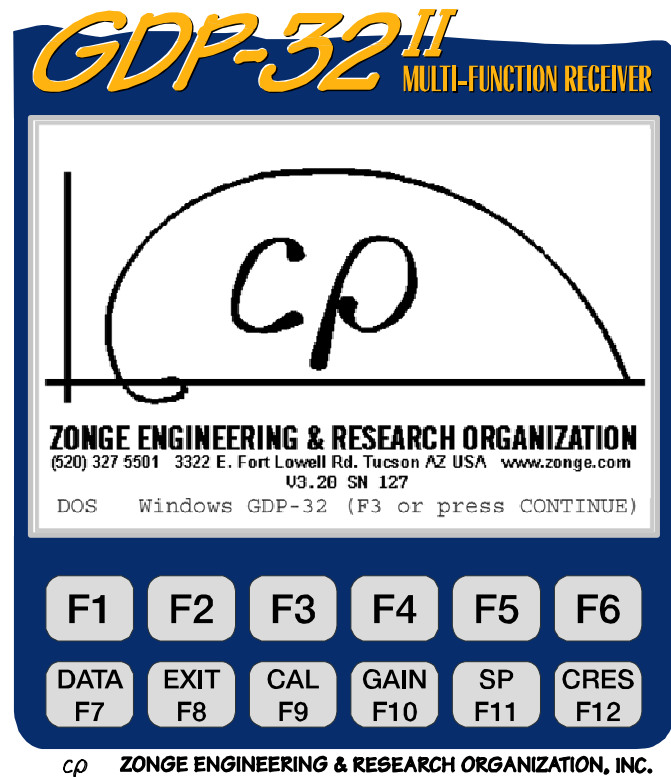 GDP-32 II
MULTI-FUNCTION RECEIVER
cp
ZONGE ENGINEERING & RESEARCH ORGANIZATION
(520) 327 5501 3322 E. Fort Lowell Rd. Tucson AZ USA www.zonge.com
V3.20 SN 127
DOS Windows GDP-32 (F3 or press CONTINUE)
F1 F2 F3 F4 F5 F6
DATA EXIT CAL GAIN SP CRES
F7 F8 F9 F10 F11 F12
cp ZONGE ENGINEERING & RESEARCH ORGANIZATION, INC.